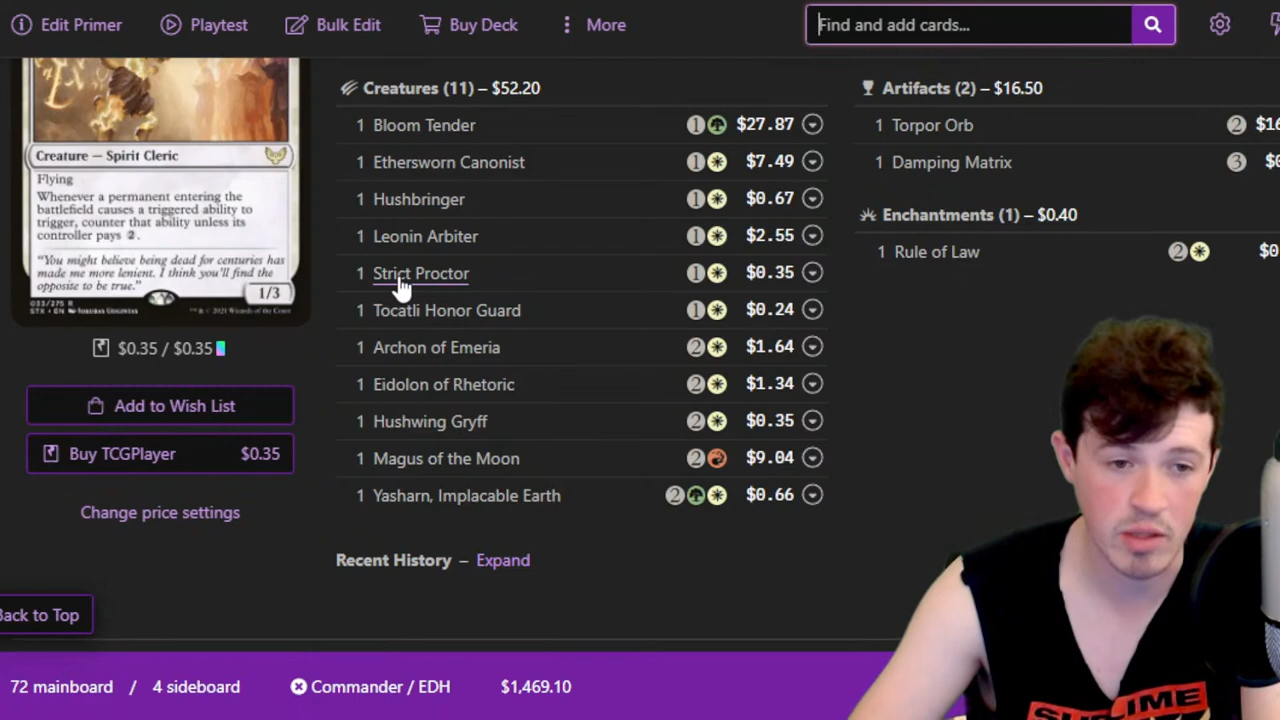 Edit Primer Playtest Bulk Edit Buy Deck More Find and add cards...
Creature — Spirit Cleric
Flying
Whenever a permanent entering the
battlefield causes a triggered ability to
trigger, counter that ability unless its
controller pays 2.
"You might believe being dead for centuries has
made me more lenient. I think you'll find the
opposite to be true."
1/3
033/275 R
$0.35 / $0.35
Add to Wish List
Buy TCGPlayer $0.35
Change price settings
Back to Top
Creatures (11) – $52.20
1 Bloom Tender 1 $27.87
1 Ethersworn Canonist 1 $7.49
1 Hushbringer 1 $0.67
1 Leonin Arbiter 1 $2.55
1 Strict Proctor 1 $0.35
1 Tocatli Honor Guard 1 $0.24
1 Archon of Emeria 2 $1.64
1 Eidolon of Rhetoric 2 $1.34
1 Hushwing Gryff 2 $0.35
1 Magus of the Moon 2 $9.04
1 Yasharn, Implacable Earth 2 $0.66
Recent History – Expand
Artifacts (2) – $16.50
1 Torpor Orb 2 $16
1 Damping Matrix 3 $0
Enchantments (1) – $0.40
1 Rule of Law 2 $0
72 mainboard / 4 sideboard Commander / EDH $1,469.10
SUBLIME